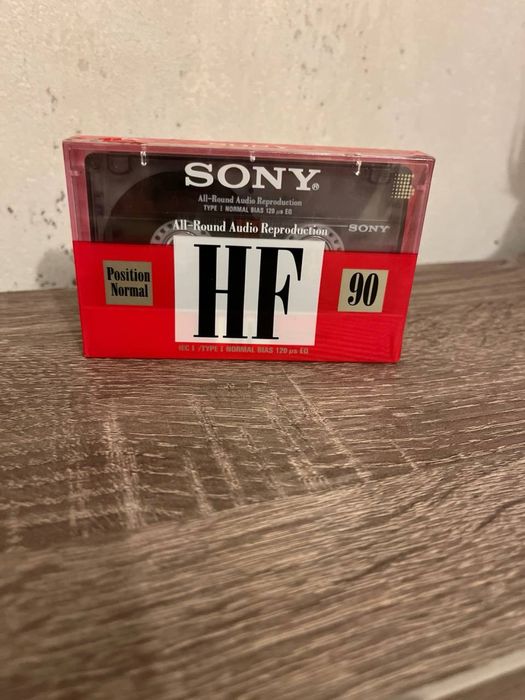 SONY®
All-Round Audio Reproduction
TYPE I NORMAL BIAS 120 μs EQ
All-Round Audio Reproduction
SONY
Position
Normal
HF
90
IEC I /TYPE I NORMAL BIAS 120 μs EQ